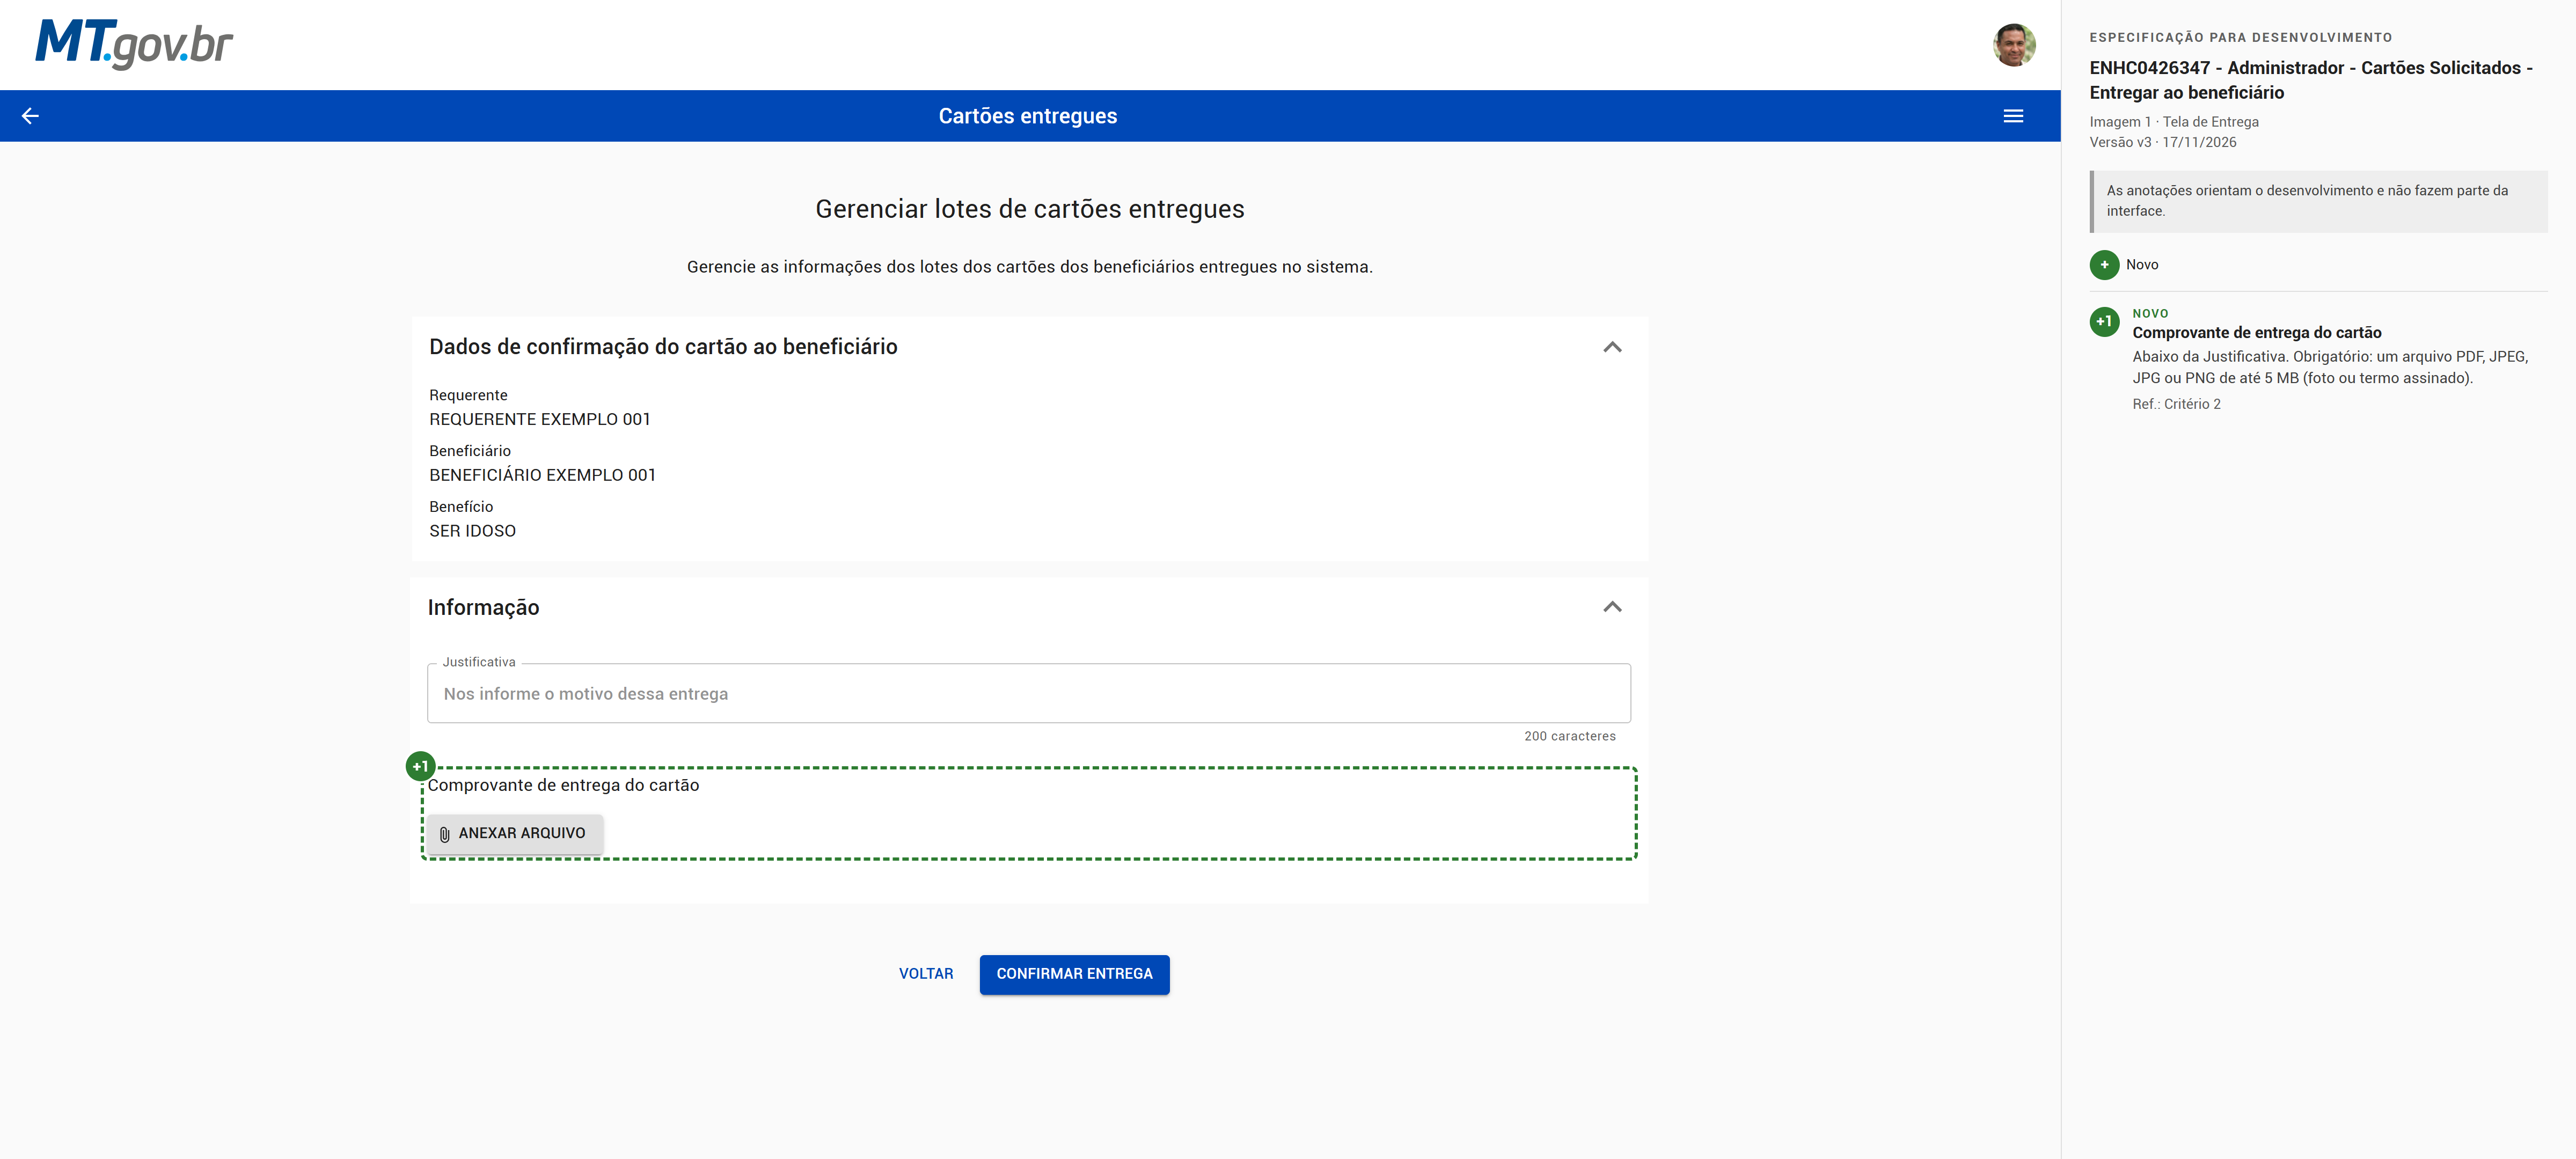 MT.gov.br
Cartões entregues
Gerenciar lotes de cartões entregues
Gerencie as informações dos lotes dos cartões dos beneficiários entregues no sistema.
Dados de confirmação do cartão ao beneficiário
Requerente
REQUERENTE EXEMPLO 001
Beneficiário
BENEFICIÁRIO EXEMPLO 001
Benefício
SER IDOSO
Informação
Justificativa
Nos informe o motivo dessa entrega
200 caracteres
+1
Comprovante de entrega do cartão
ANEXAR ARQUIVO
VOLTAR
CONFIRMAR ENTREGA
ESPECIFICAÇÃO PARA DESENVOLVIMENTO
ENHC0426347 - Administrador - Cartões Solicitados -
Entregar ao beneficiário
Imagem 1 · Tela de Entrega
Versão v3 · 17/11/2026
As anotações orientam o desenvolvimento e não fazem parte da
interface.
+ Novo
+1 NOVO
Comprovante de entrega do cartão
Abaixo da Justificativa. Obrigatório: um arquivo PDF, JPEG,
JPG ou PNG de até 5 MB (foto ou termo assinado).
Ref.: Critério 2